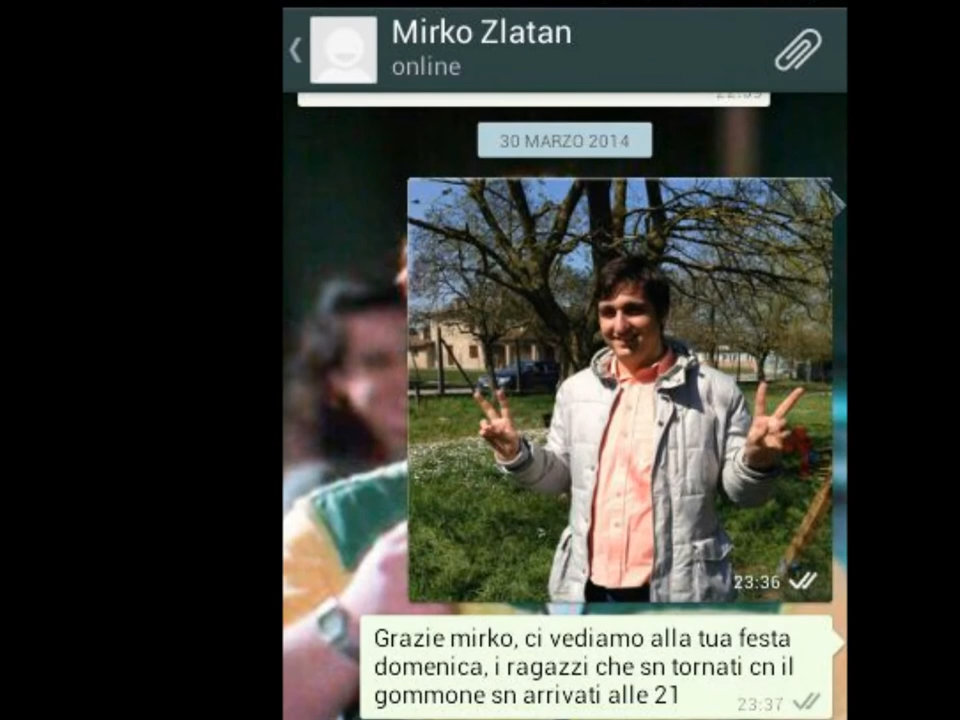 Mirko Zlatan
online
30 MARZO 2014
23:36
Grazie mirko, ci vediamo alla tua festa
domenica, i ragazzi che sn tornati cn il
gommone sn arrivati alle 21
23:37